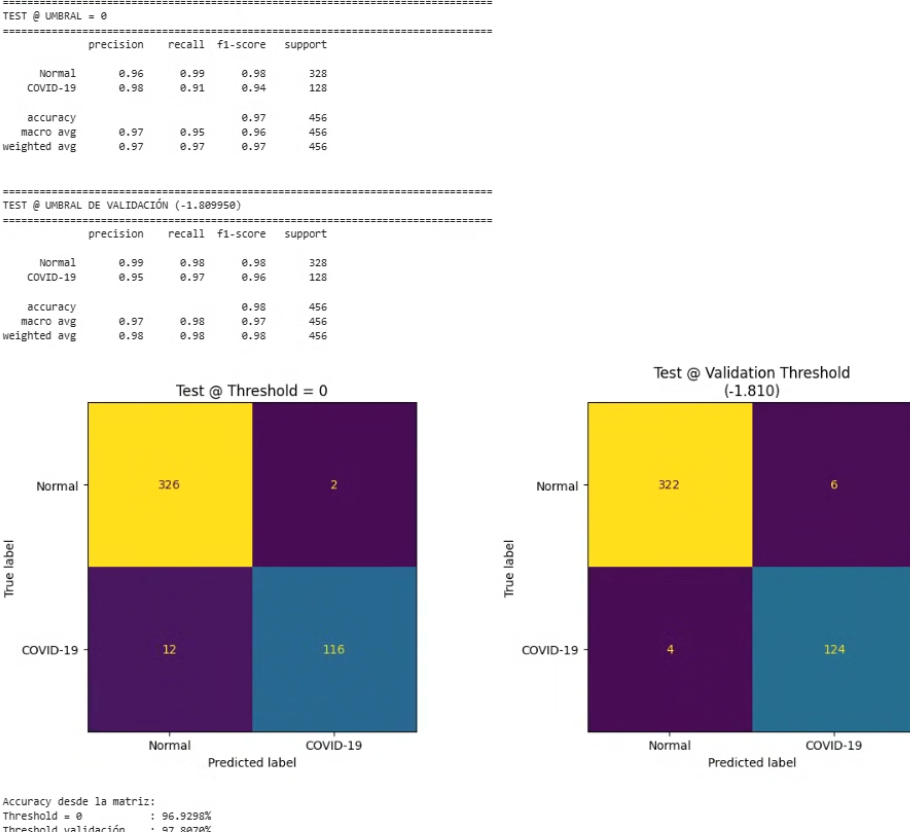 ================================================================================
TEST @ UMBRAL = 0
================================================================================
precision recall f1-score support
Normal 0.96 0.99 0.98 328
COVID-19 0.98 0.91 0.94 128
accuracy 0.97 456
macro avg 0.97 0.95 0.96 456
weighted avg 0.97 0.97 0.97 456
================================================================================
TEST @ UMBRAL DE VALIDACIÓN (-1.809950)
================================================================================
precision recall f1-score support
Normal 0.99 0.98 0.98 328
COVID-19 0.95 0.97 0.96 128
accuracy 0.98 456
macro avg 0.97 0.98 0.97 456
weighted avg 0.98 0.98 0.98 456
Test @ Threshold = 0
True label
Normal
326
2
COVID-19
12
116
Normal
COVID-19
Predicted label
Test @ Validation Threshold
(-1.810)
True label
Normal
322
6
COVID-19
4
124
Normal
COVID-19
Predicted label
Accuracy desde la matriz:
Threshold = 0 : 96.9298%
Threshold validación : 97.8070%